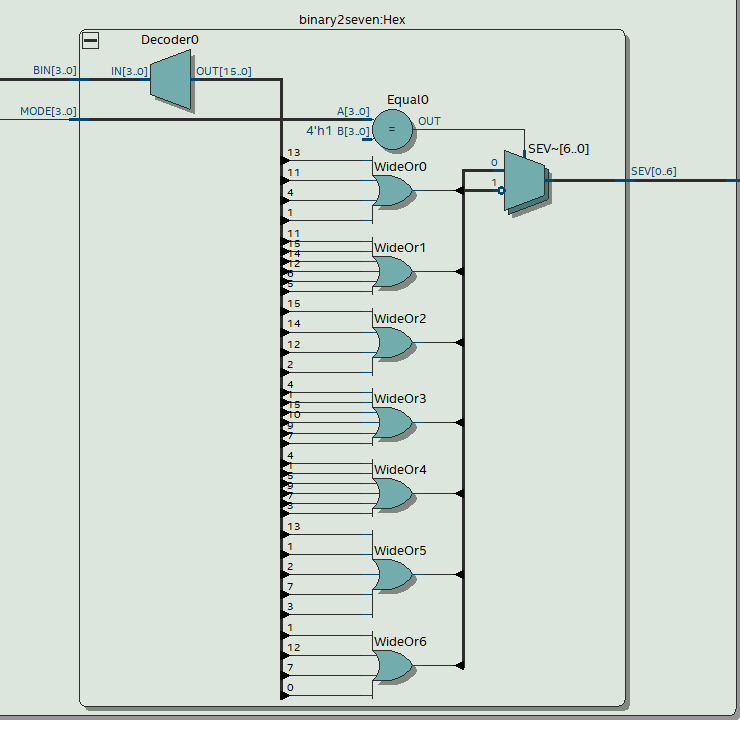 binary2seven:Hex
Decoder0
BIN[3..0]
IN[3..0]
OUT[15..0]
MODE[3..0]
Equal0
A[3..0]
4'h1 B[3..0]
=
OUT
SEV~[6..0]
0
1
SEV[0..6]
13
WideOr0
11
4
1
11
WideOr1
15
14
12
6
5
15
WideOr2
14
12
2
4
WideOr3
1
15
10
9
7
4
WideOr4
1
5
9
7
3
13
WideOr5
1
2
7
3
1
WideOr6
12
7
0